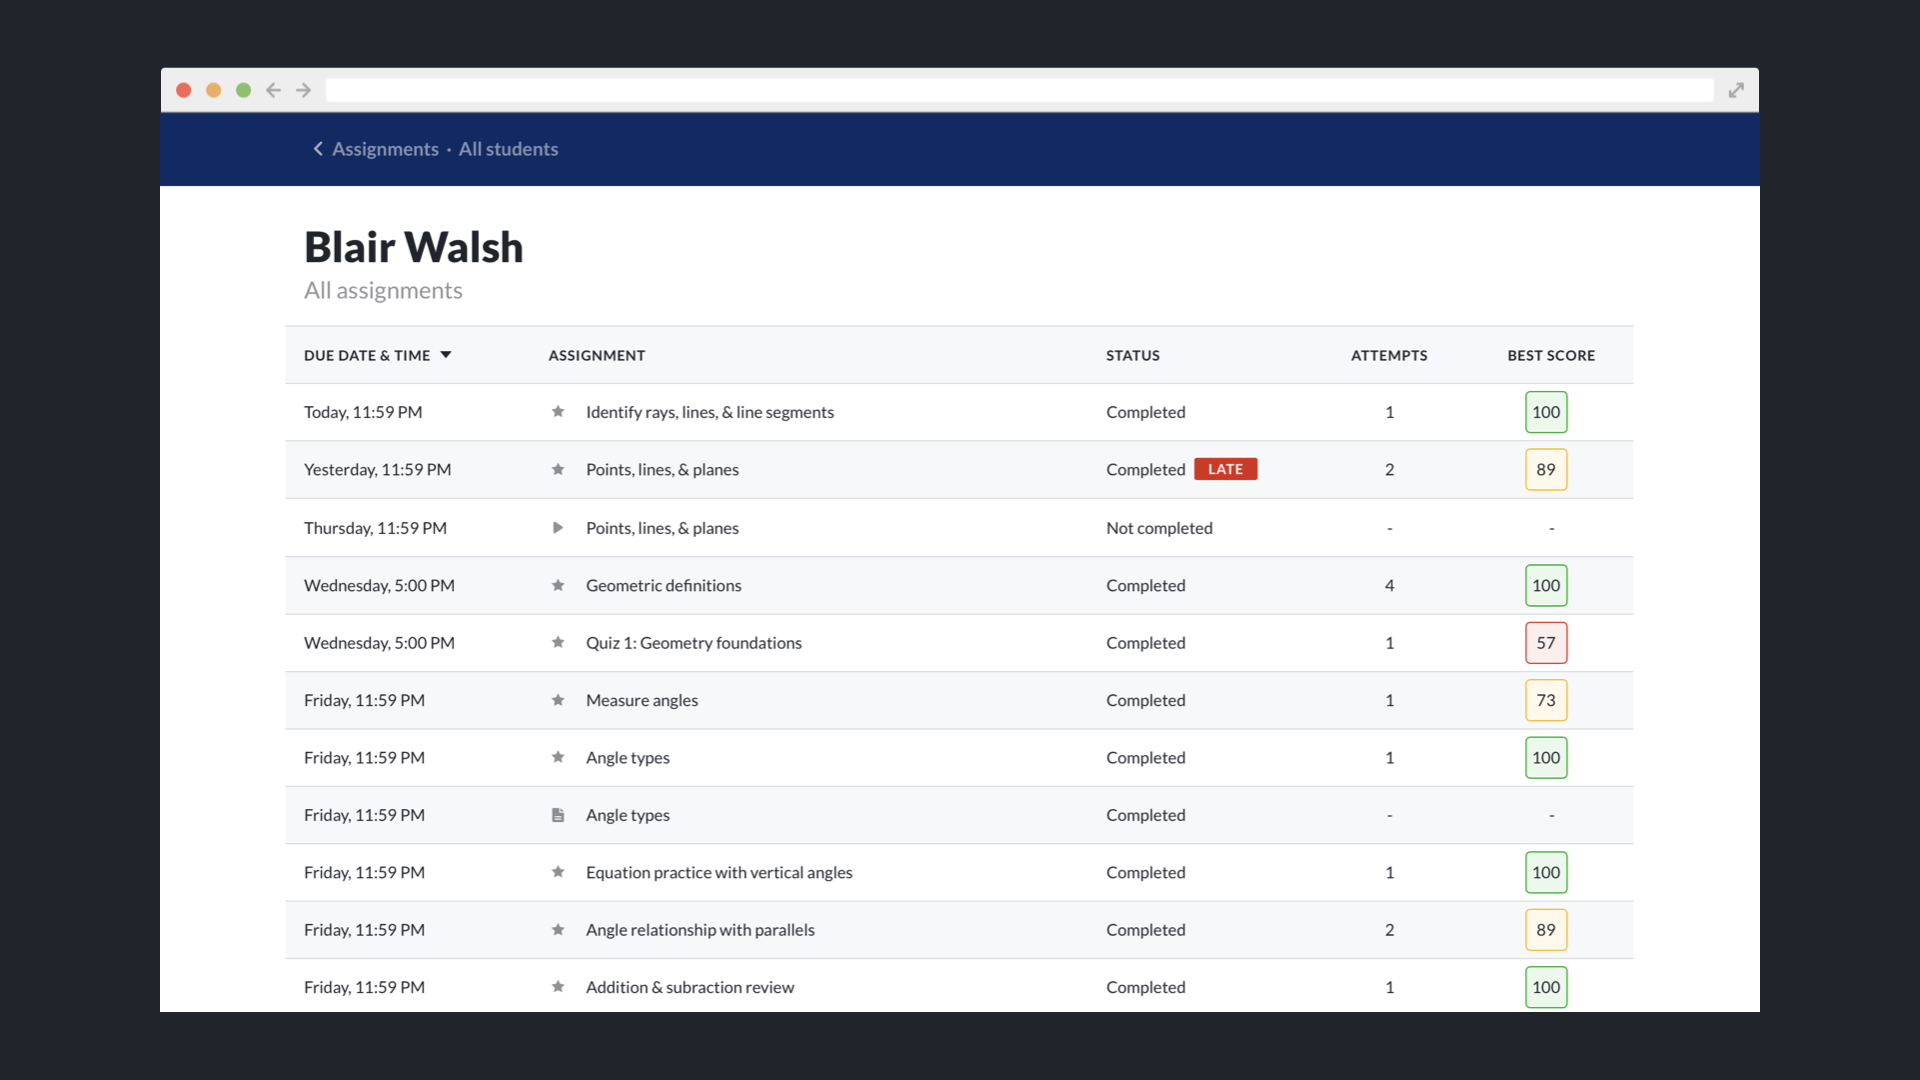 Assignments · All students
Blair Walsh
All assignments
DUE DATE & TIME ASSIGNMENT STATUS ATTEMPTS BEST SCORE
Today, 11:59 PM Identify rays, lines, & line segments Completed 1 100
Yesterday, 11:59 PM Points, lines, & planes Completed LATE 2 89
Thursday, 11:59 PM Points, lines, & planes Not completed - -
Wednesday, 5:00 PM Geometric definitions Completed 4 100
Wednesday, 5:00 PM Quiz 1: Geometry foundations Completed 1 57
Friday, 11:59 PM Measure angles Completed 1 73
Friday, 11:59 PM Angle types Completed 1 100
Friday, 11:59 PM Angle types Completed - -
Friday, 11:59 PM Equation practice with vertical angles Completed 1 100
Friday, 11:59 PM Angle relationship with parallels Completed 2 89
Friday, 11:59 PM Addition & subraction review Completed 1 100